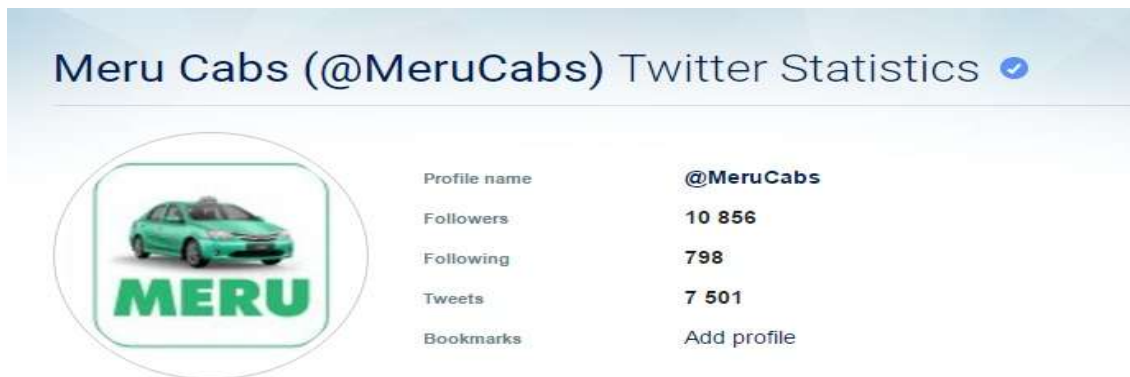 Meru Cabs (@MeruCabs) Twitter Statistics
MERU
Profile name @MeruCabs
Followers 10 856
Following 798
Tweets 7 501
Bookmarks Add profile